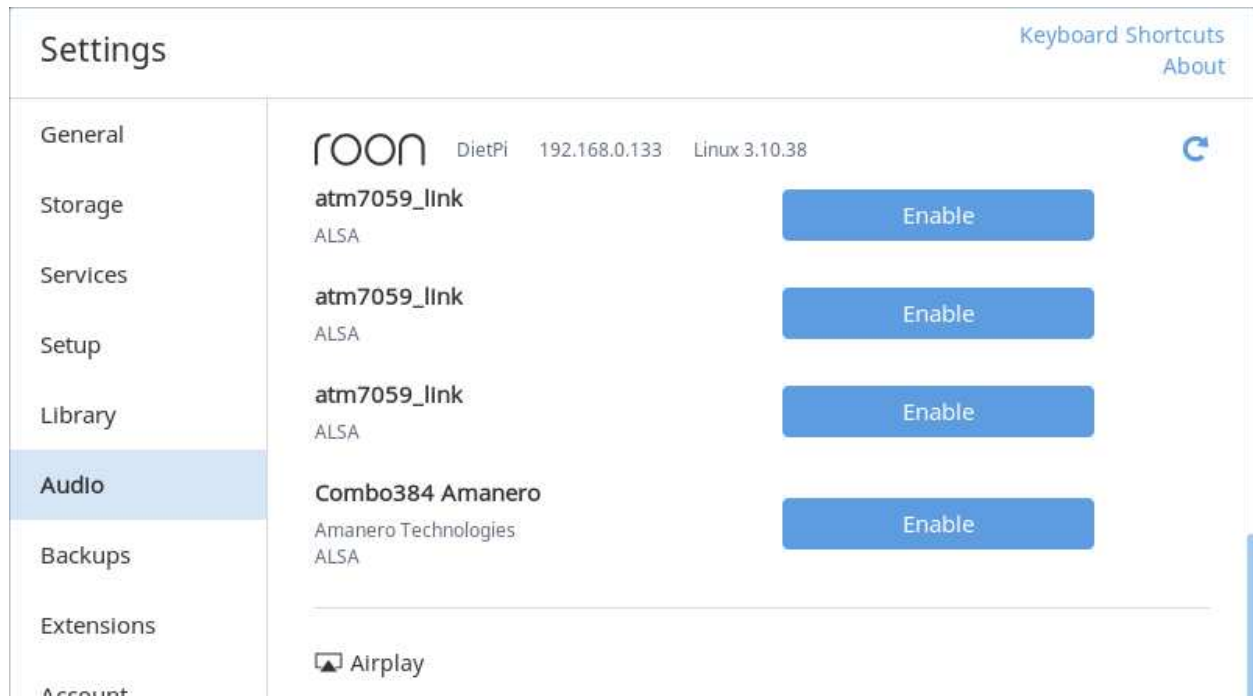 Settings
Keyboard Shortcuts
About
General
Storage
Services
Setup
Library
Audio
Backups
Extensions
Account
roon DietPi 192.168.0.133 Linux 3.10.38
atm7059_link Enable
ALSA
atm7059_link Enable
ALSA
atm7059_link Enable
ALSA
Combo384 Amanero
Amanero Technologies Enable
ALSA
Airplay